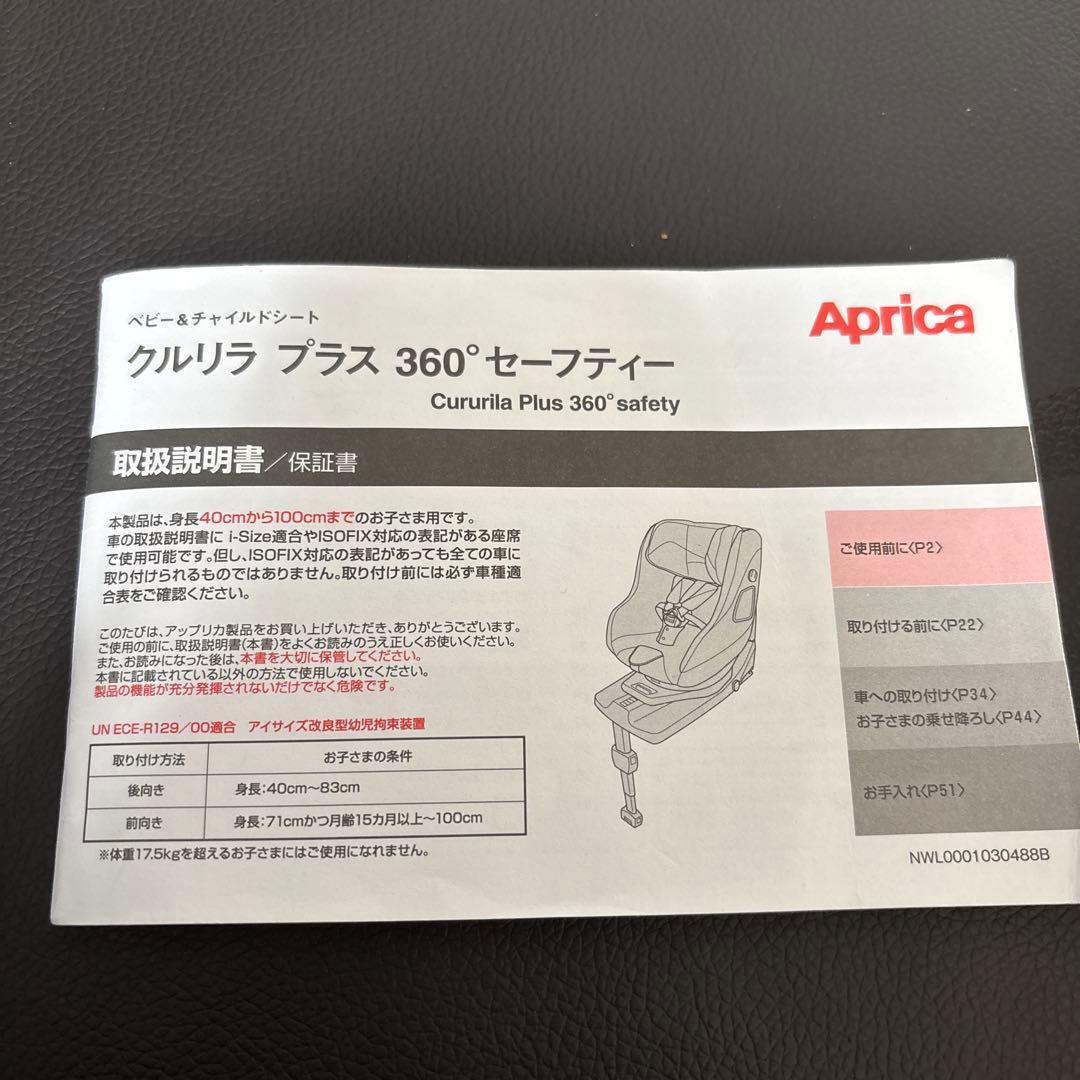 ベビー&チャイルドシート
クルリラ プラス 360°セーフティー
Cururila Plus 360°safety
Aprica
取扱説明書／保証書
本製品は、身長40cmから100cmまでのお子さま用です。
車の取扱説明書に i-Size適合やISOFIX対応の表記がある座席
で使用可能です。但し、ISOFIX対応の表記があっても全ての車に
取り付けられるものではありません。取り付け前には必ず車種適
合表をご確認ください。
このたびは、アップリカ製品をお買い上げいただき、ありがとうございます。
ご使用の前に、取扱説明書(本書)をよくお読みのうえ正しくお使いください。
また、お読みになった後は、本書を大切に保管してください。
本書に記載されている以外の方法で使用しないでください。
製品の機能が充分発揮されないだけでなく危険です。
UN ECE-R129／00適合 アイサイズ改良型幼児拘束装置
取り付け方法 お子さまの条件
後向き 身長：40cm〜83cm
前向き 身長：71cmかつ月齢15カ月以上〜100cm
※体重17.5kgを超えるお子さまにはご使用になれません。
ご使用前に〈P2〉
取り付ける前に〈P22〉
車への取り付け〈P34〉
お子さまの乗せ降ろし〈P44〉
お手入れ〈P51〉
NWL0001030488B